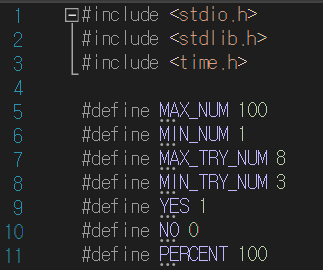 1 #include <stdio.h>
2 #include <stdlib.h>
3 #include <time.h>
4
5 #define MAX_NUM 100
6 #define MIN_NUM 1
7 #define MAX_TRY_NUM 8
8 #define MIN_TRY_NUM 3
9 #define YES 1
10 #define NO 0
11 #define PERCENT 100